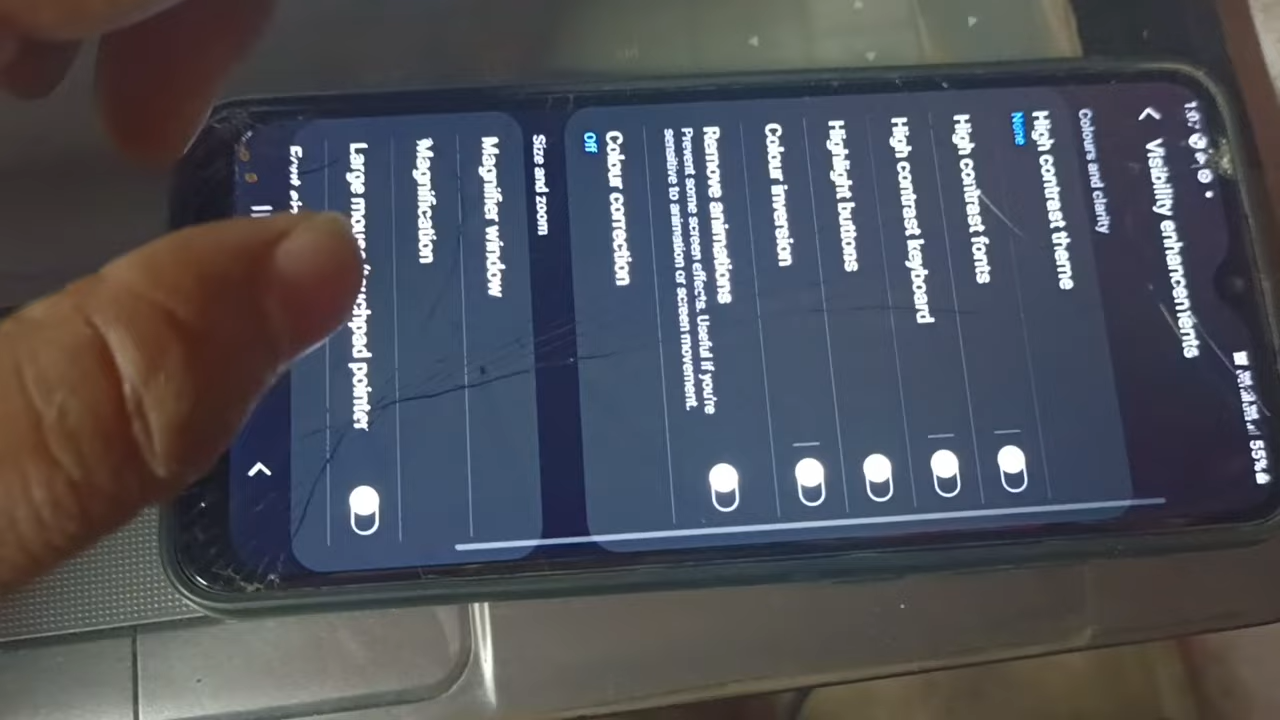 Visibility enhancements
55%
Colours and clarity
High contrast theme
None
High contrast fonts
High contrast keyboard
Highlight buttons
Colour inversion
Remove animations
Prevent some screen effects. Useful if you're
sensitive to animation or screen movement.
Colour correction
Off
Size and zoom
Magnifier window
Magnification
Large pointer